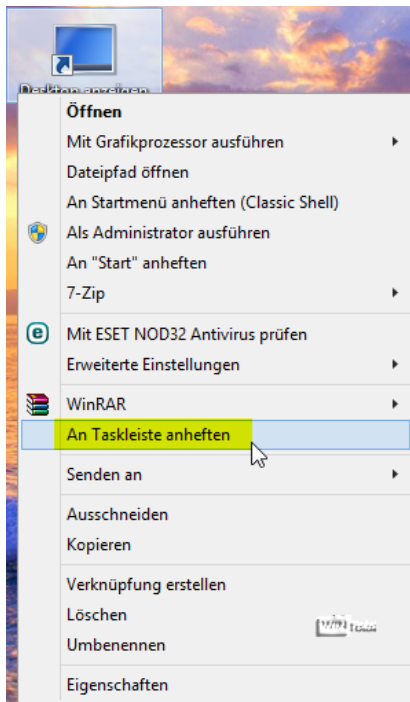 Desktop anzeigen
Öffnen
Mit Grafikprozessor ausführen
Dateipfad öffnen
An Startmenü anheften (Classic Shell)
Als Administrator ausführen
An "Start" anheften
7-Zip
Mit ESET NOD32 Antivirus prüfen
Erweiterte Einstellungen
WinRAR
An Taskleiste anheften
Senden an
Ausschneiden
Kopieren
Verknüpfung erstellen
Löschen
Umbenennen
Eigenschaften